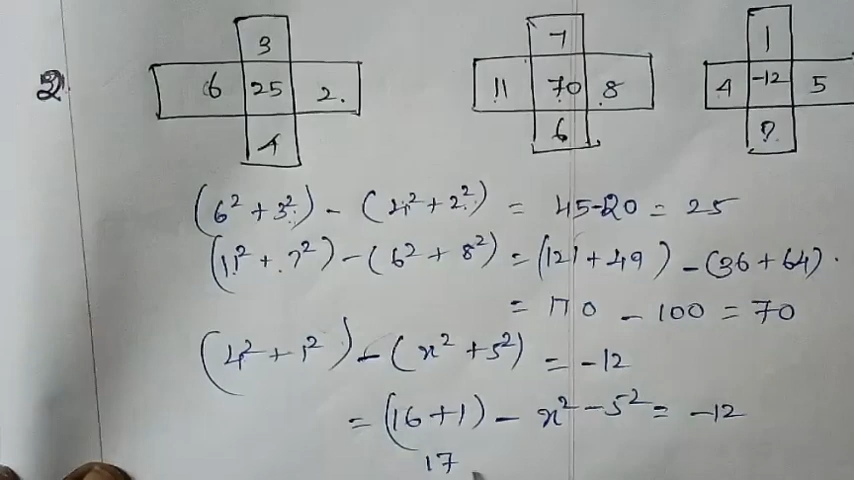 2
3
6 25 2.
4
7
11 70 8
6
1
4 -12 5
?
(6² + 3²) - (4² + 2²) = 45-20 = 25
(11² + 7²) - (6² + 8²) = (121 + 49) - (36 + 64).
= 170 - 100 = 70
(4² + 1²) - (x² + 5²) = -12
= (16 + 1) - x² - 5² = -12
17